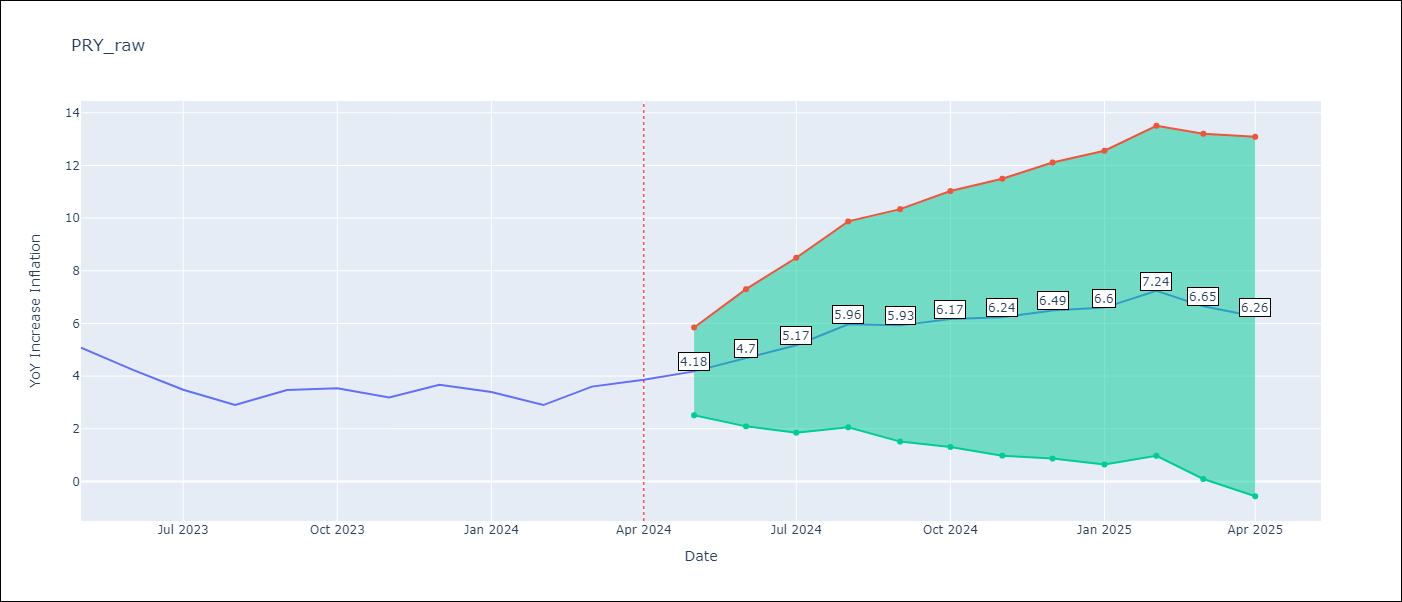 PRY_raw
14
12
10
8
6
4
2
0
YoY Increase Inflation
4.18
4.7
5.17
5.96
5.93
6.17
6.24
6.49
6.6
7.24
6.65
6.26
Jul 2023
Oct 2023
Jan 2024
Apr 2024
Jul 2024
Oct 2024
Jan 2025
Apr 2025
Date